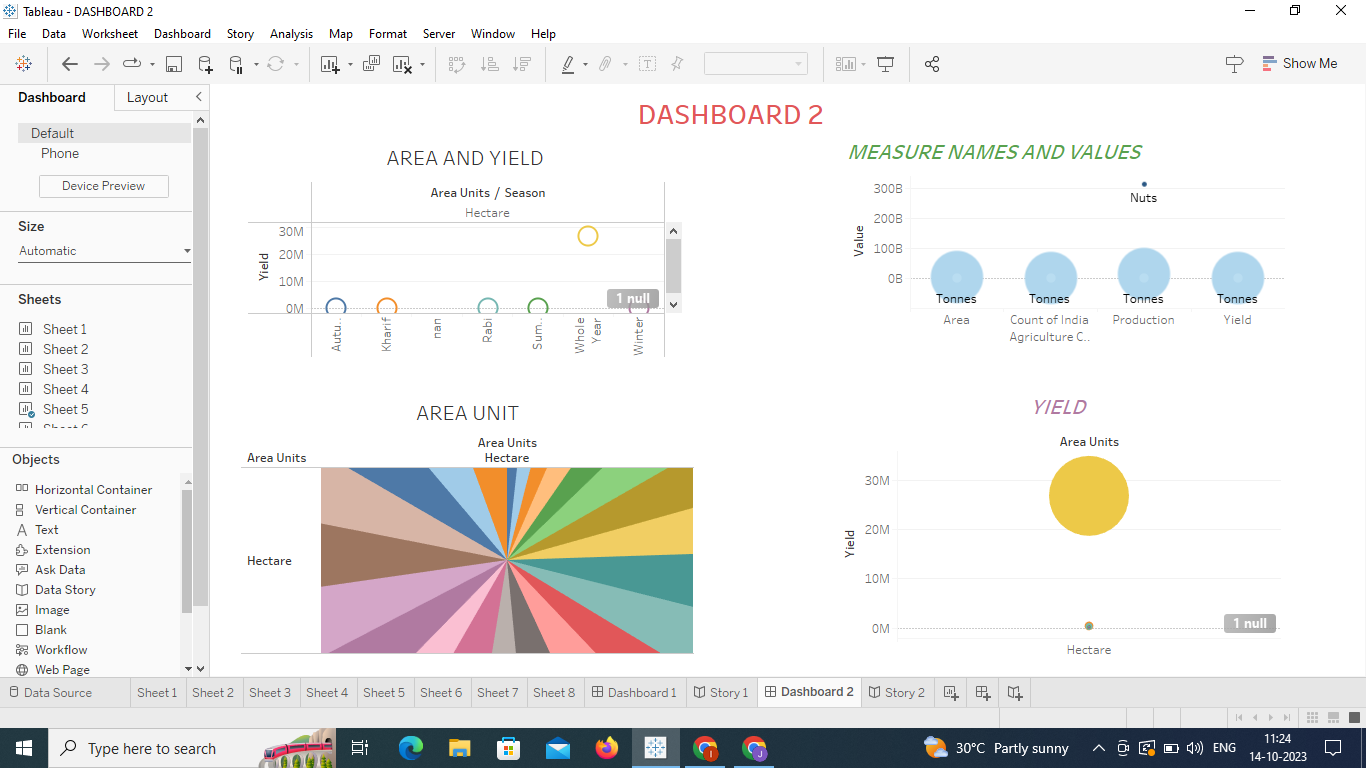 Tableau - DASHBOARD 2
File Data Worksheet Dashboard Story Analysis Map Format Server Window Help
Show Me
Dashboard Layout
Default
Phone
Device Preview
Size
Automatic
Sheets
Sheet 1
Sheet 2
Sheet 3
Sheet 4
Sheet 5
Objects
Horizontal Container
Vertical Container
Text
Extension
Ask Data
Data Story
Image
Blank
Workflow
Web Page
DASHBOARD 2
AREA AND YIELD
Area Units / Season
Hectare
Yield
30M
20M
10M
0M
1 null
Autu..
Kharif
nan
Rabi
Sum..
Whole
Year
Winter
MEASURE NAMES AND VALUES
Value
300B
200B
100B
0B
Nuts
Tonnes Tonnes Tonnes Tonnes
Area Count of India Production Yield
Agriculture C..
AREA UNIT
Area Units
Area Units Hectare
Hectare
YIELD
Area Units
Yield
30M
20M
10M
0M
1 null
Hectare
Data Source Sheet 1 Sheet 2 Sheet 3 Sheet 4 Sheet 5 Sheet 6 Sheet 7 Sheet 8 Dashboard 1 Story 1 Dashboard 2 Story 2
Type here to search
30°C Partly sunny
ENG
11:24
14-10-2023